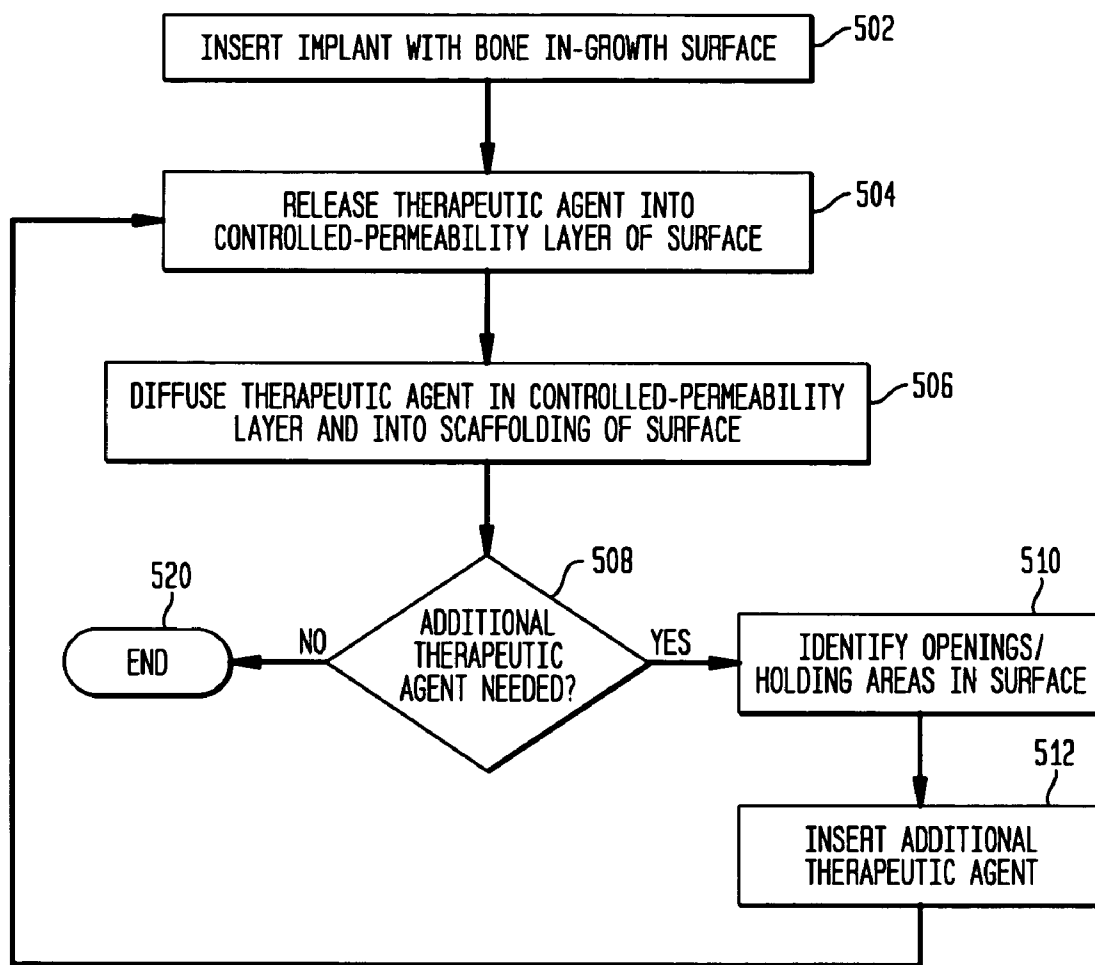 502
INSERT IMPLANT WITH BONE IN-GROWTH SURFACE
504
RELEASE THERAPEUTIC AGENT INTO
CONTROLLED-PERMEABILITY LAYER OF SURFACE
506
DIFFUSE THERAPEUTIC AGENT IN CONTROLLED-PERMEABILITY
LAYER AND INTO SCAFFOLDING OF SURFACE
508
ADDITIONAL
THERAPEUTIC
AGENT NEEDED?
NO
YES
520
END
510
IDENTIFY OPENINGS/
HOLDING AREAS IN SURFACE
512
INSERT ADDITIONAL
THERAPEUTIC AGENT